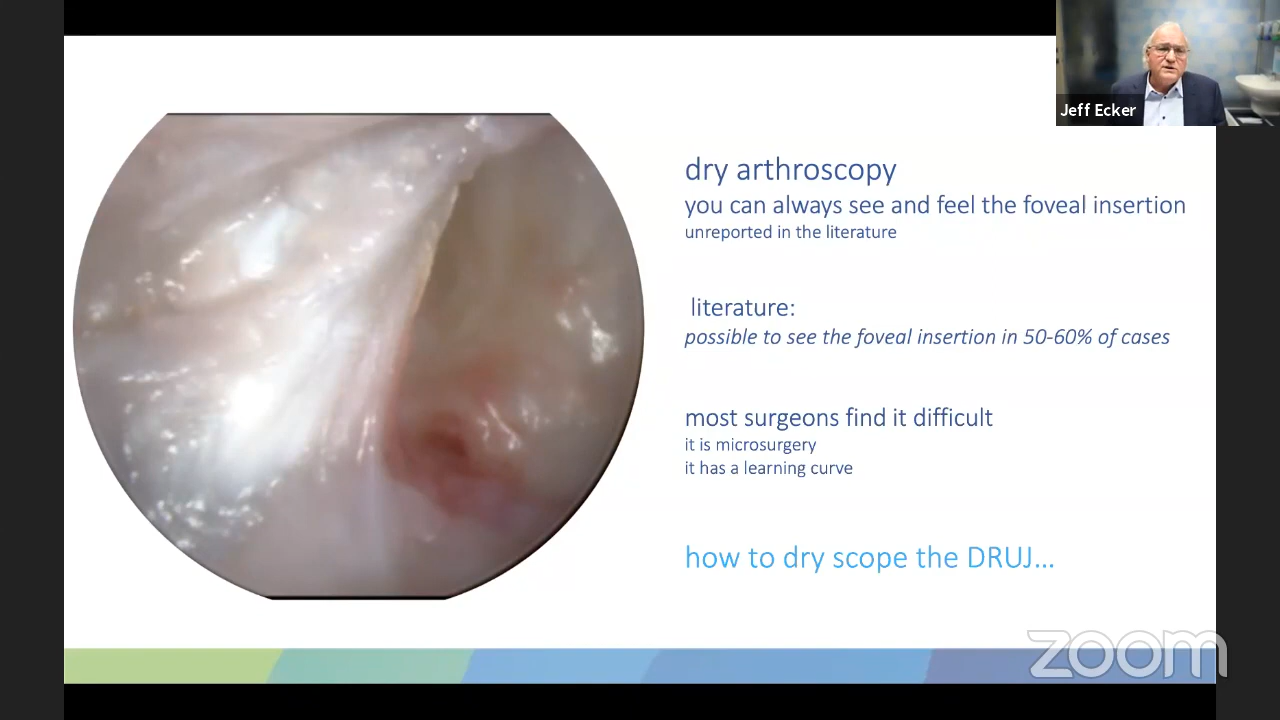 Jeff Ecker
dry arthroscopy
you can always see and feel the foveal insertion
unreported in the literature
literature:
possible to see the foveal insertion in 50-60% of cases
most surgeons find it difficult
it is microsurgery
it has a learning curve
how to dry scope the DRUJ...
zoom